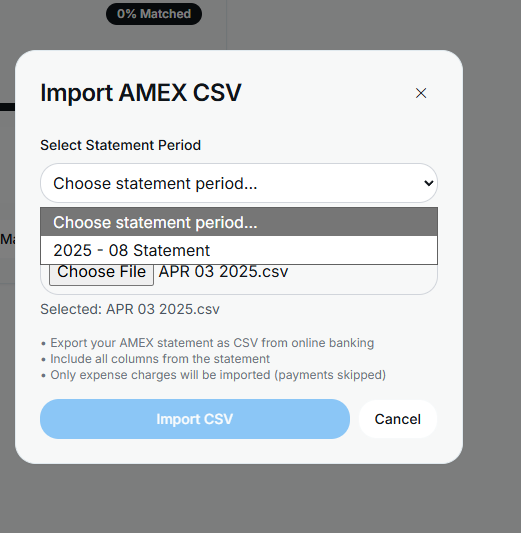 0% Matched
Import AMEX CSV
Select Statement Period
Choose statement period...
Choose statement period...
2025 - 08 Statement
Ma
Choose File APR 03 2025.csv
Selected: APR 03 2025.csv
• Export your AMEX statement as CSV from online banking
• Include all columns from the statement
• Only expense charges will be imported (payments skipped)
Import CSV Cancel